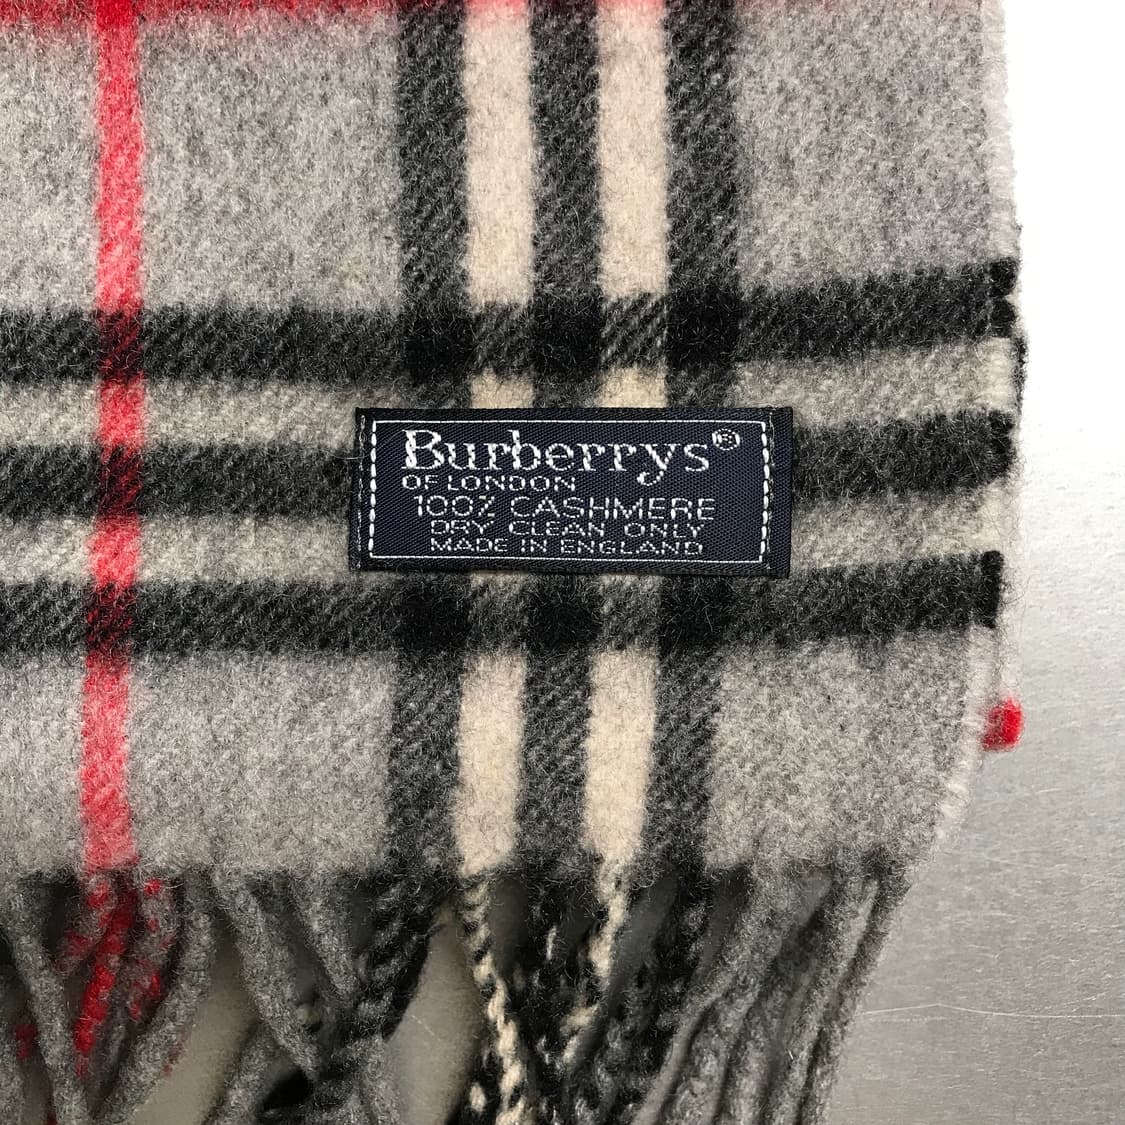 Burberrys®
OF LONDON
100% CASHMERE
DRY CLEAN ONLY
MADE IN ENGLAND